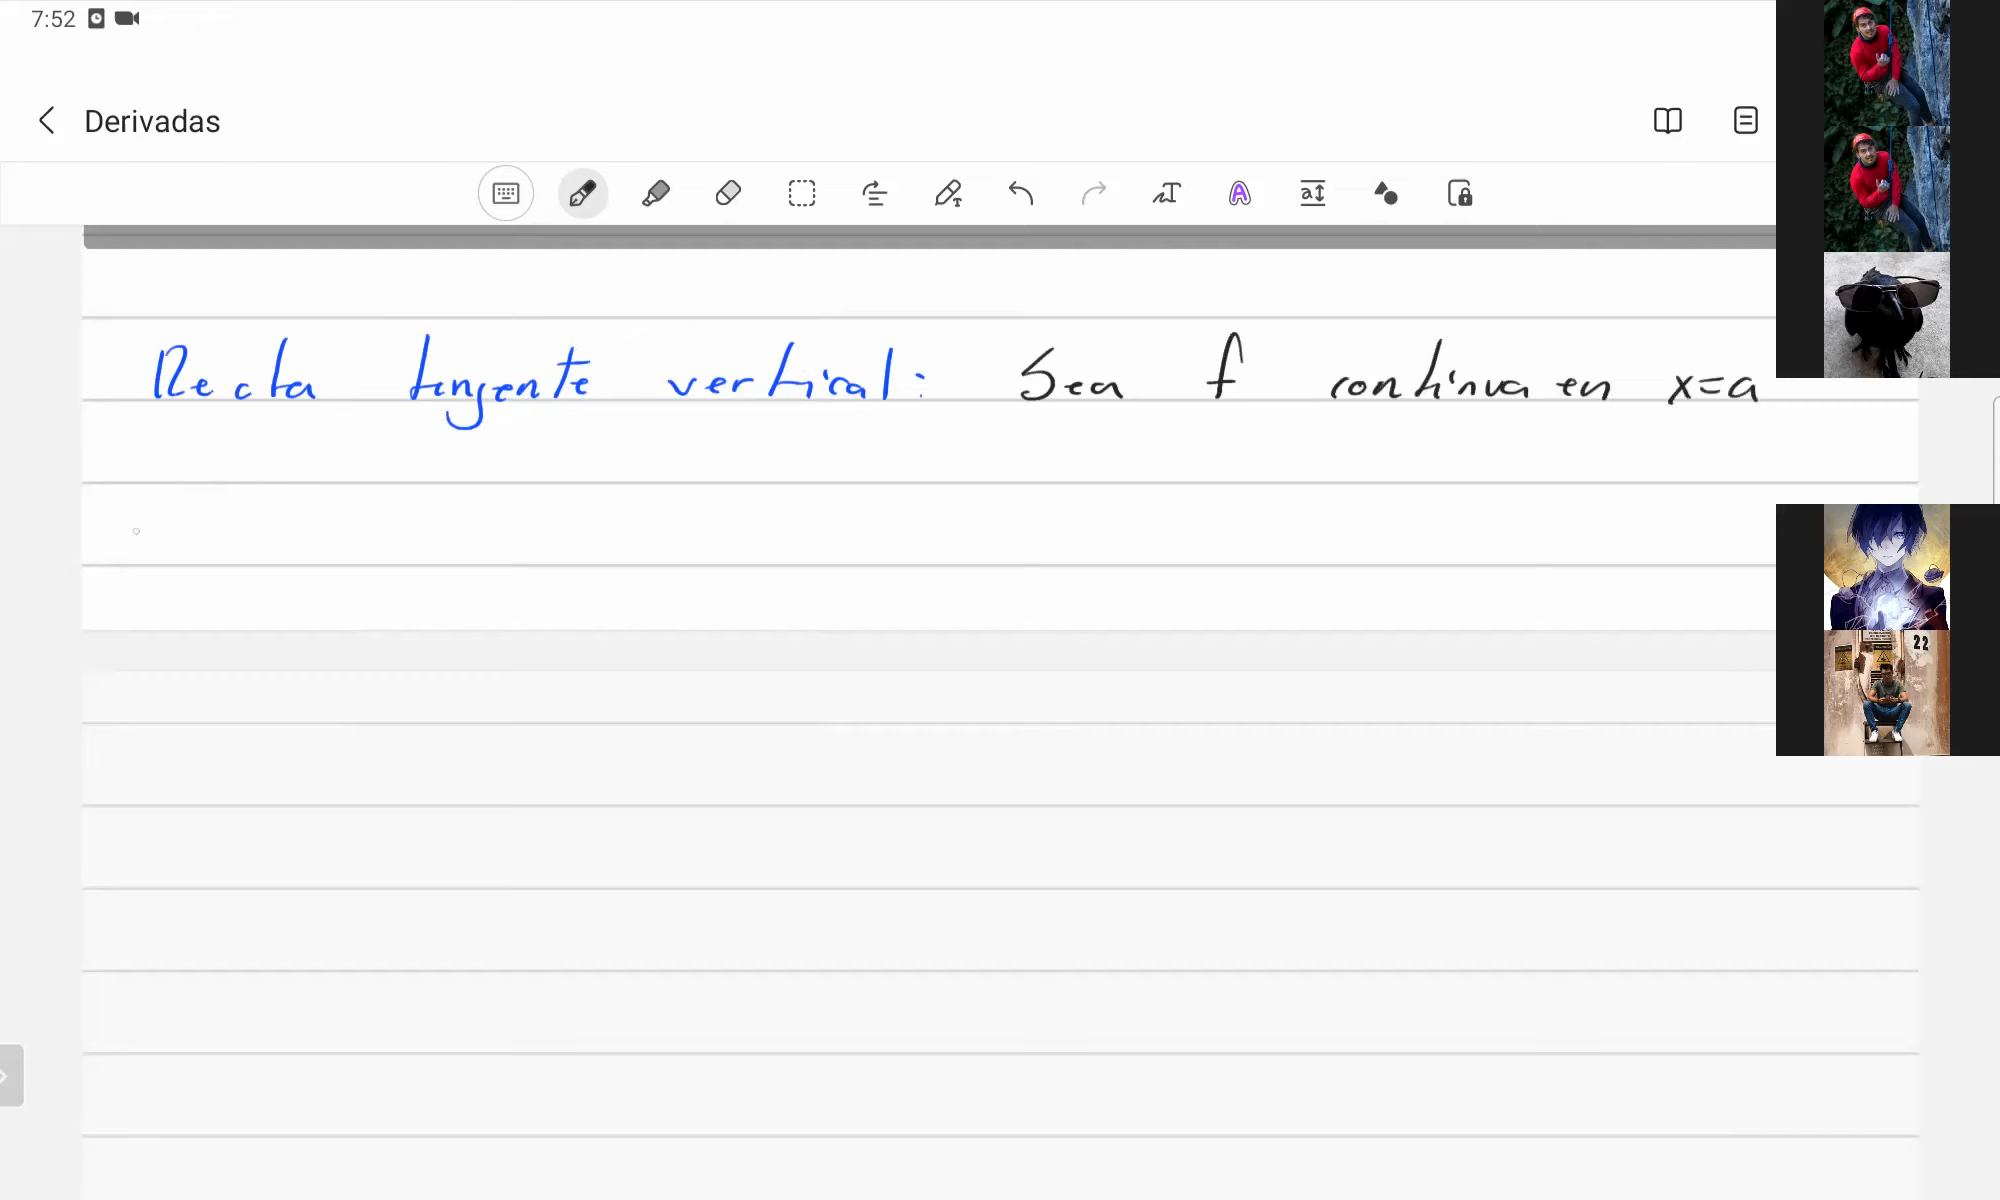 7:52
Derivadas
Recta tangente vertical: Sea f continua en x=a
22